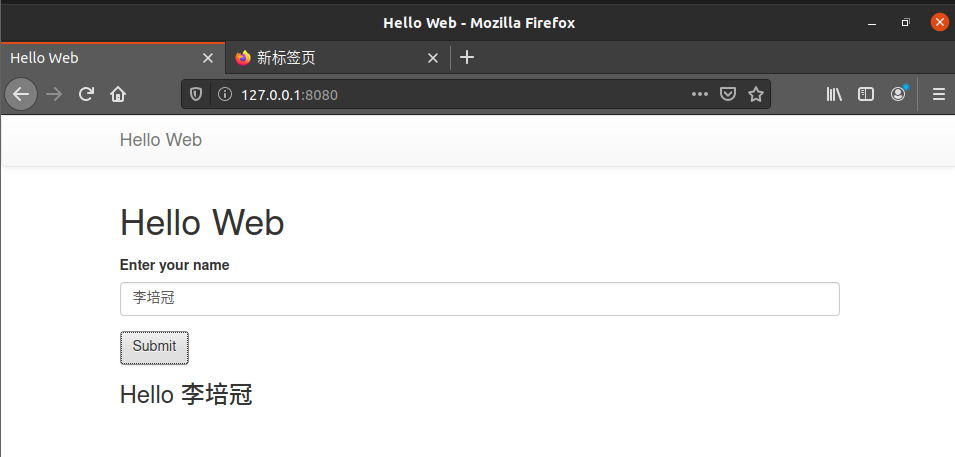 Hello Web - Mozilla Firefox
Hello Web
新标签页
127.0.0.1:8080
Hello Web
Hello Web
Enter your name
李培冠
Submit
Hello 李培冠